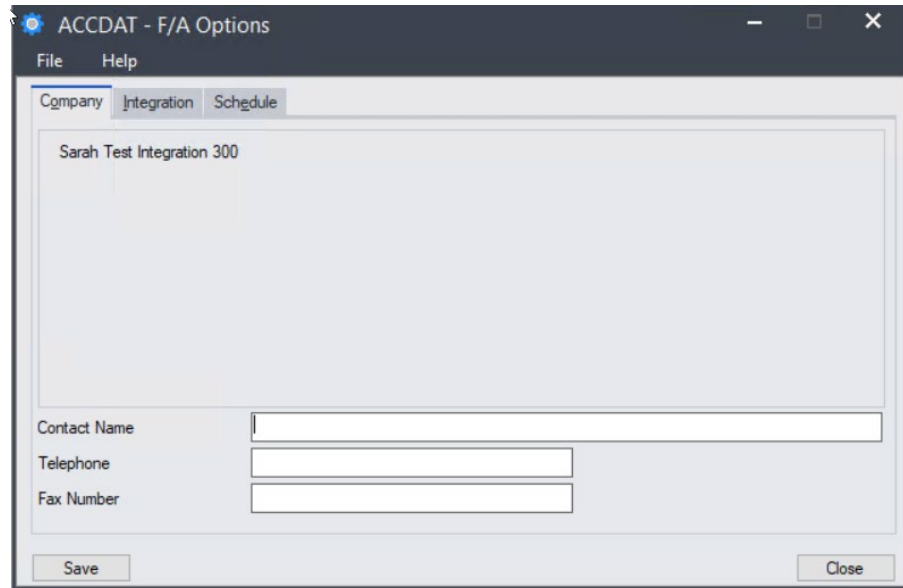 ACCDAT - F/A Options
File Help
Company Integration Schedule
Sarah Test Integration 300
Contact Name
Telephone
Fax Number
Save Close